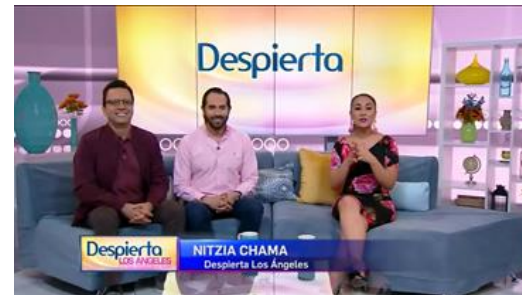 Despierta
Despierta
LOS ANGELES
NITZIA CHAMA
Despierta Los Ángeles